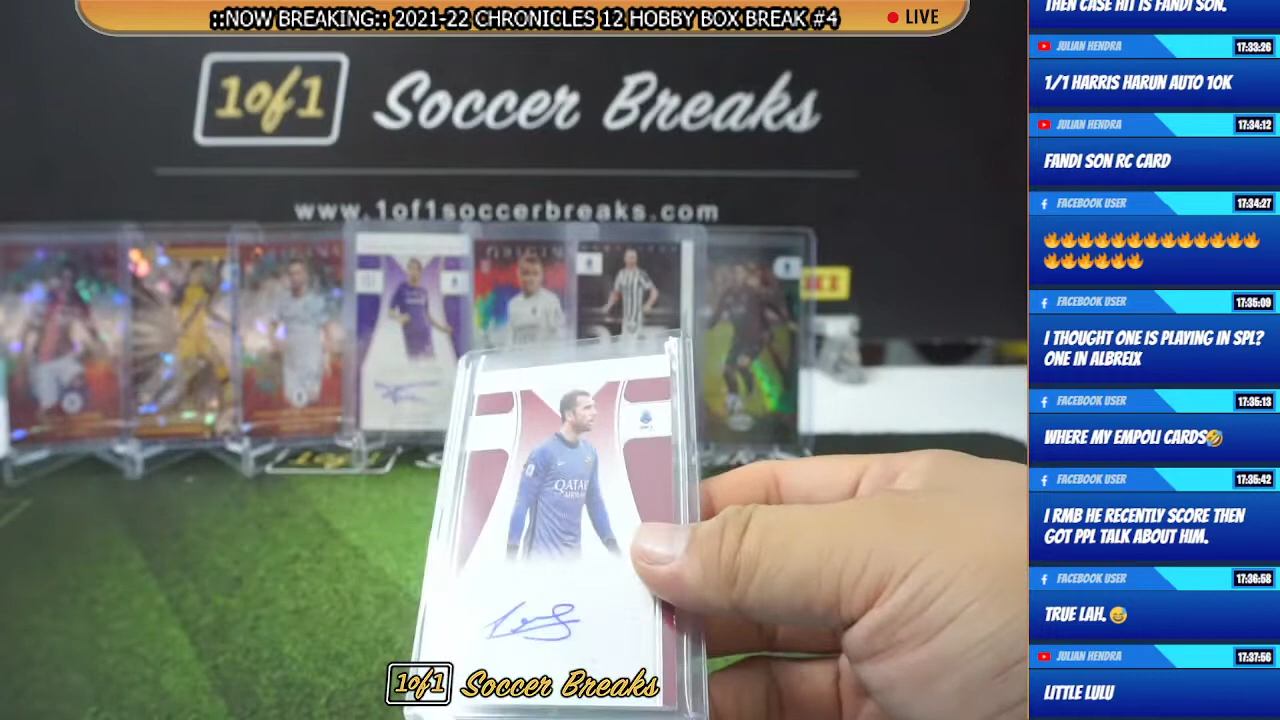 ::NOW BREAKING:: 2021-22 CHRONICLES 12 HOBBY BOX BREAK #4
LIVE
1of1 Soccer Breaks
www.1of1soccerbreaks.com
QATAR
AIRWAYS
1of1 Soccer Breaks
THEN CASE HIT IS FANDI SON.
JULIAN HENDRA 17:33:26
1/1 HARRIS HARUN AUTO 10K
JULIAN HENDRA 17:34:12
FANDI SON RC CARD
FACEBOOK USER 17:34:27
🔥🔥🔥🔥🔥🔥🔥🔥🔥🔥🔥🔥🔥
🔥🔥🔥🔥🔥🔥
FACEBOOK USER 17:35:09
I THOUGHT ONE IS PLAYING IN SPL?
ONE IN ALBREIX
FACEBOOK USER 17:35:13
WHERE MY EMPOLI CARDS🤣
FACEBOOK USER 17:35:42
I RMB HE RECENTLY SCORE THEN
GOT PPL TALK ABOUT HIM.
FACEBOOK USER 17:36:58
TRUE LAH. 😅
JULIAN HENDRA 17:37:56
LITTLE LULU